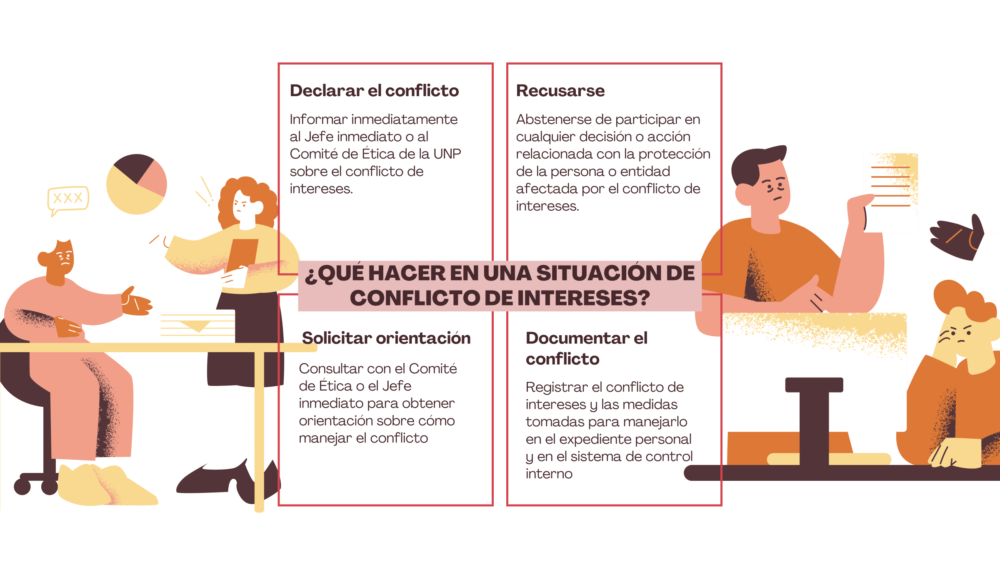 Declarar el conflicto
Informar inmediatamente
al Jefe inmediato o al
Comité de Ética de la UNP
sobre el conflicto de
intereses.
Recusarse
Abstenerse de participar en
cualquier decisión o acción
relacionada con la protección
de la persona o entidad
afectada por el conflicto de
intereses.
XXX
¿QUÉ HACER EN UNA SITUACIÓN DE
CONFLICTO DE INTERESES?
Solicitar orientación
Consultar con el Comité
de Ética o el Jefe
inmediato para obtener
orientación sobre cómo
manejar el conflicto
Documentar el
conflicto
Registrar el conflicto de
intereses y las medidas
tomadas para manejarlo
en el expediente personal
y en el sistema de control
interno